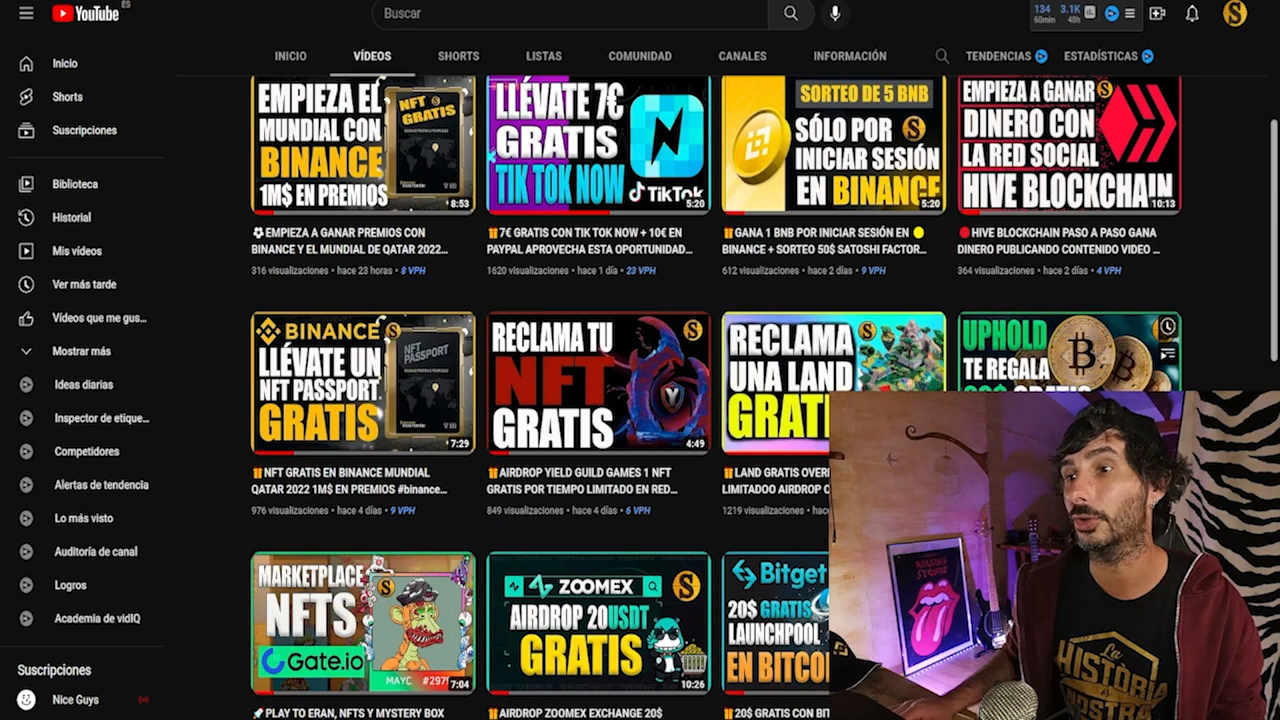 YouTube ES
Buscar
134 3.1K
60min 48h
INICIO VÍDEOS SHORTS LISTAS COMUNIDAD CANALES INFORMACIÓN TENDENCIAS ESTADÍSTICAS
Inicio
Shorts
Suscripciones
Biblioteca
Historial
Mis vídeos
Ver más tarde
Vídeos que me gus...
Mostrar más
Ideas diarias
Inspector de etique...
Competidores
Alertas de tendencia
Lo más visto
Auditoría de canal
Logros
Academia de vidIQ
Suscripciones
Nice Guys
EMPIEZA EL
MUNDIAL CON
BINANCE
1M$ EN PREMIOS
NFT
GRATIS
8:53
EMPIEZA A GANAR PREMIOS CON
BINANCE Y EL MUNDIAL DE QATAR 2022...
316 visualizaciones • hace 23 horas • 8 VPH
LLÉVATE 7€
GRATIS
TIK TOK NOW
TikTok
5:20
7€ GRATIS CON TIK TOK NOW + 10€ EN
PAYPAL APROVECHA ESTA OPORTUNIDAD...
1620 visualizaciones • hace 1 día • 23 VPH
SORTEO DE 5 BNB
SÓLO POR
INICIAR SESIÓN
EN BINANCE
5:20
GANA 1 BNB POR INICIAR SESIÓN EN
BINANCE + SORTEO 50$ SATOSHI FACTOR...
612 visualizaciones • hace 2 días • 9 VPH
EMPIEZA A GANAR
DINERO CON
LA RED SOCIAL
HIVE BLOCKCHAIN
10:13
HIVE BLOCKCHAIN PASO A PASO GANA
DINERO PUBLICANDO CONTENIDO VIDEO ...
364 visualizaciones • hace 2 días • 4 VPH
BINANCE
LLÉVATE UN
NFT PASSPORT
GRATIS
NFT
PASSPORT
7:29
NFT GRATIS EN BINANCE MUNDIAL
QATAR 2022 1M$ EN PREMIOS #binance...
976 visualizaciones • hace 4 días • 9 VPH
RECLAMA TU
NFT
GRATIS
4:49
AIRDROP YIELD GUILD GAMES 1 NFT
GRATIS POR TIEMPO LIMITADO EN RED...
849 visualizaciones • hace 4 días • 6 VPH
RECLAMA
UNA LAND
GRATI
LAND GRATIS OVER
LIMITADOO AIRDROP
1219 visualizaciones • hac
UPHOLD
TE REGALA
MARKETPLACE
NFTS
Gate.io
MAYC #297
7:04
PLAY TO ERAN, NFTS Y MYSTERY BOX
ZOOMEX
AIRDROP 20USDT
GRATIS
10:26
AIRDROP ZOOMEX EXCHANGE 20$
Bitget
20$ GRATIS
LAUNCHPOOL
EN BITCOI
20$ GRATIS CON BIT
ROLLING
STONES
La
HISTÒRIA
NOSTRA